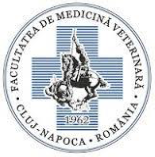 FACULTATEA DE MEDICINĂ VETERINARĂ
1962
CLUJ-NAPOCA • ROMÂNIA